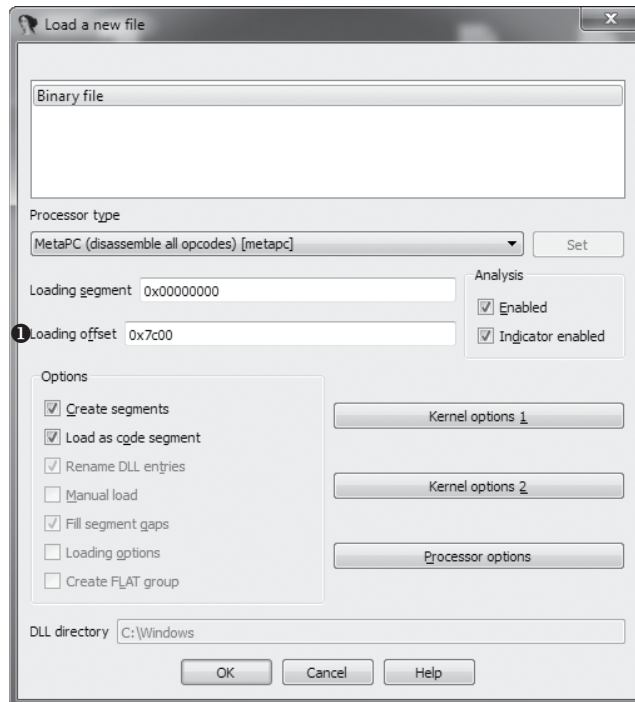 Load a new file
x
Binary file
Processor type
MetaPC (disassemble all opcodes) [metapc]
Set
Loading segment 0x00000000
Analysis
Enabled
Indicator enabled
❶Loading offset 0x7c00
Options
Create segments
Load as code segment
Rename DLL entries
Manual load
Fill segment gaps
Loading options
Create FLAT group
Kernel options 1
Kernel options 2
Processor options
DLL directory C:\Windows
OK
Cancel
Help